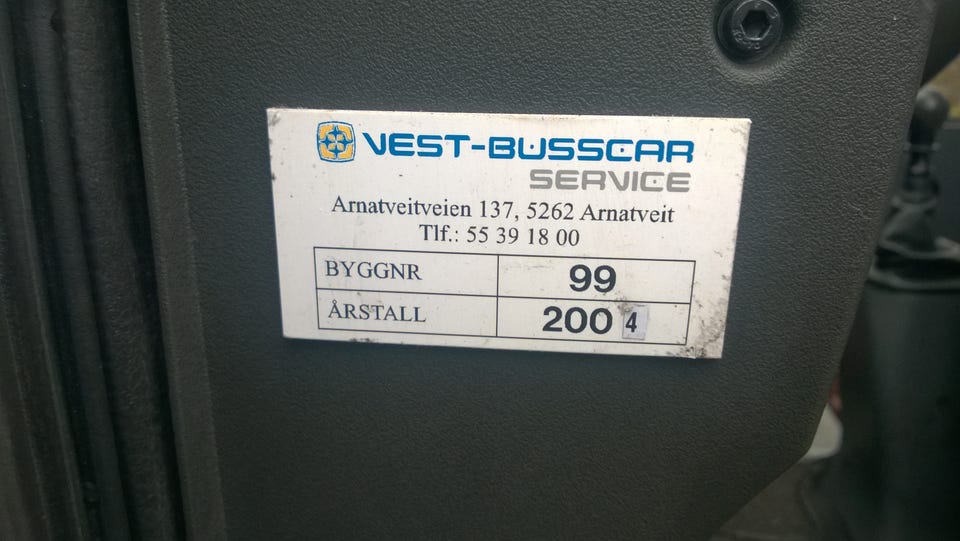 VEST-BUSSCAR
SERVICE
Arnatveitveien 137, 5262 Arnatveit
Tlf.: 55 39 18 00
BYGGNR 99
ÅRSTALL 2004